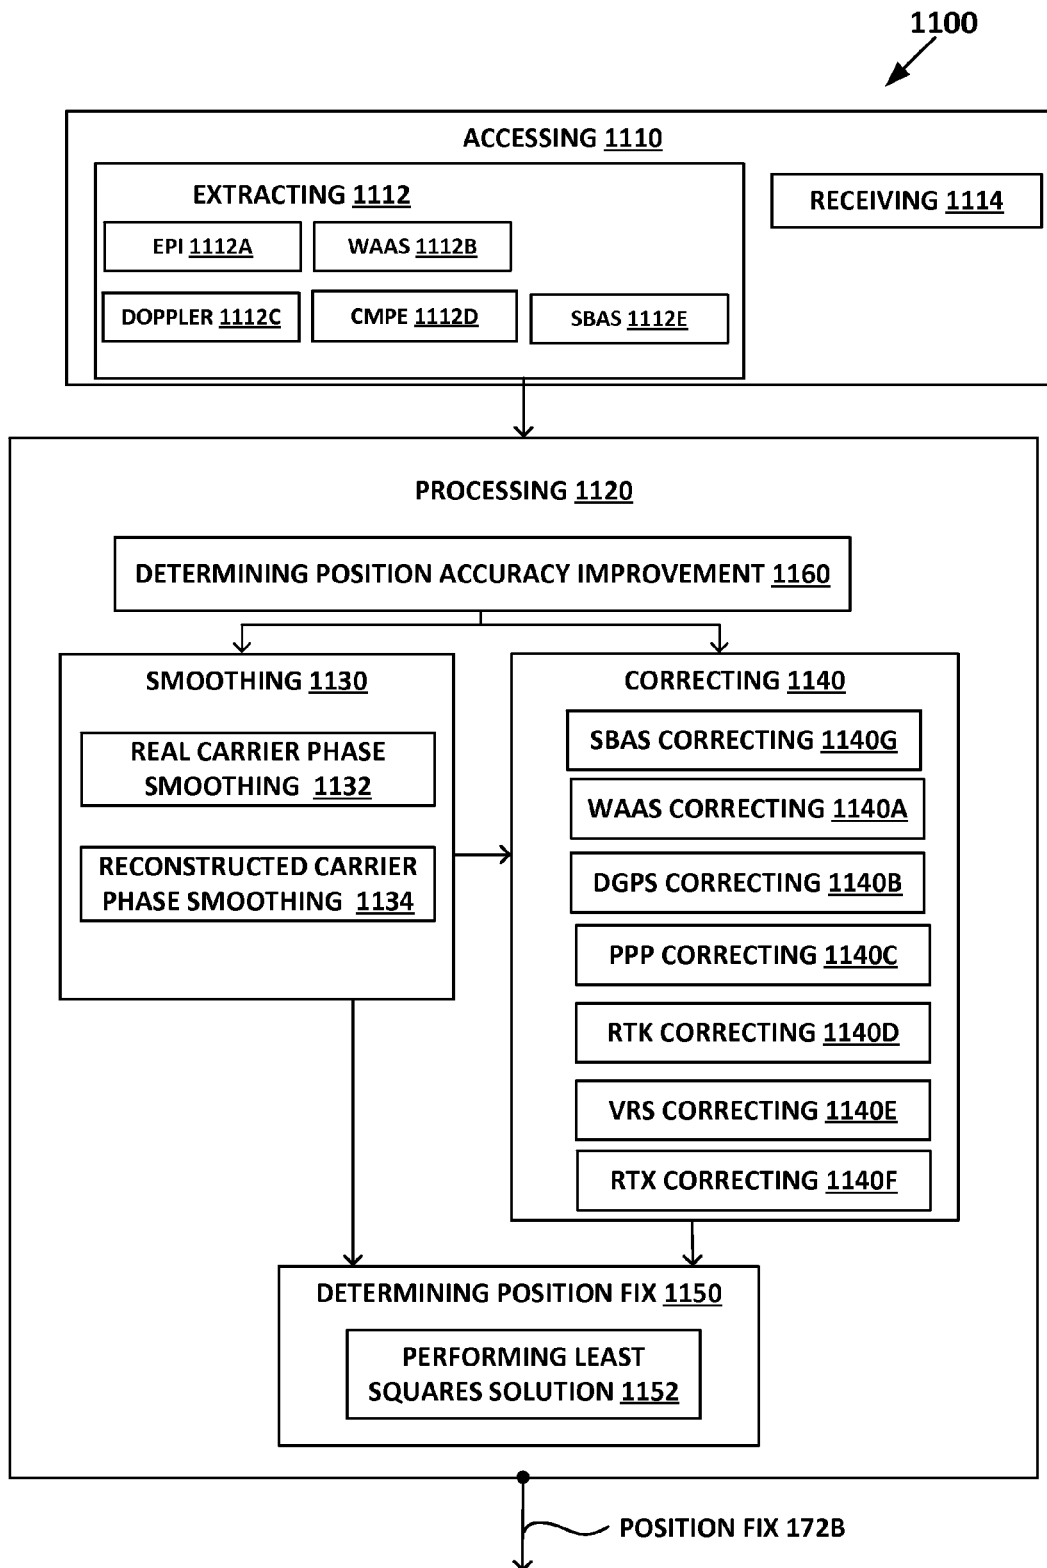 1100
ACCESSING 1110
EXTRACTING 1112
RECEIVING 1114
EPI 1112A
WAAS 1112B
DOPPLER 1112C
CMPE 1112D
SBAS 1112E
PROCESSING 1120
DETERMINING POSITION ACCURACY IMPROVEMENT 1160
SMOOTHING 1130
REAL CARRIER PHASE
SMOOTHING 1132
RECONSTRUCTED CARRIER
PHASE SMOOTHING 1134
CORRECTING 1140
SBAS CORRECTING 1140G
WAAS CORRECTING 1140A
DGPS CORRECTING 1140B
PPP CORRECTING 1140C
RTK CORRECTING 1140D
VRS CORRECTING 1140E
RTX CORRECTING 1140F
DETERMINING POSITION FIX 1150
PERFORMING LEAST
SQUARES SOLUTION 1152
POSITION FIX 172B